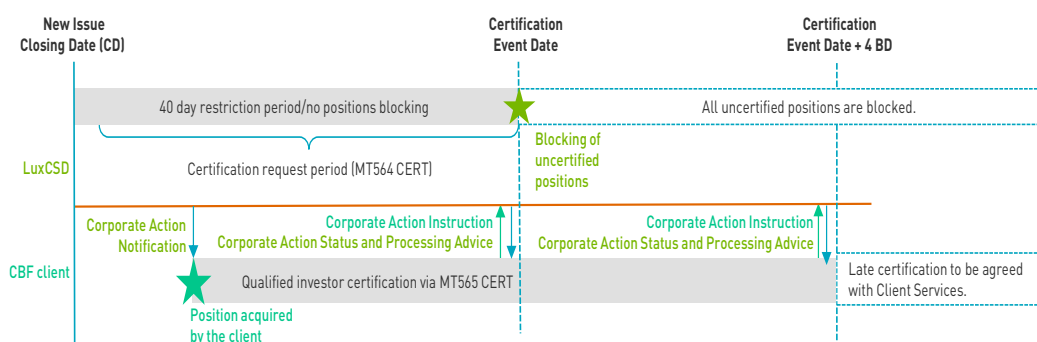 New Issue
Closing Date (CD)
Certification
Event Date
Certification
Event Date + 4 BD
40 day restriction period/no positions blocking
All uncertified positions are blocked.
Blocking of
uncertified
positions
LuxCSD
Certification request period (MT564 CERT)
Corporate Action
Notification
Corporate Action Instruction
Corporate Action Status and Processing Advice
Corporate Action Instruction
Corporate Action Status and Processing Advice
CBF client
Qualified investor certification via MT565 CERT
Late certification to be agreed
with Client Services.
Position acquired
by the client